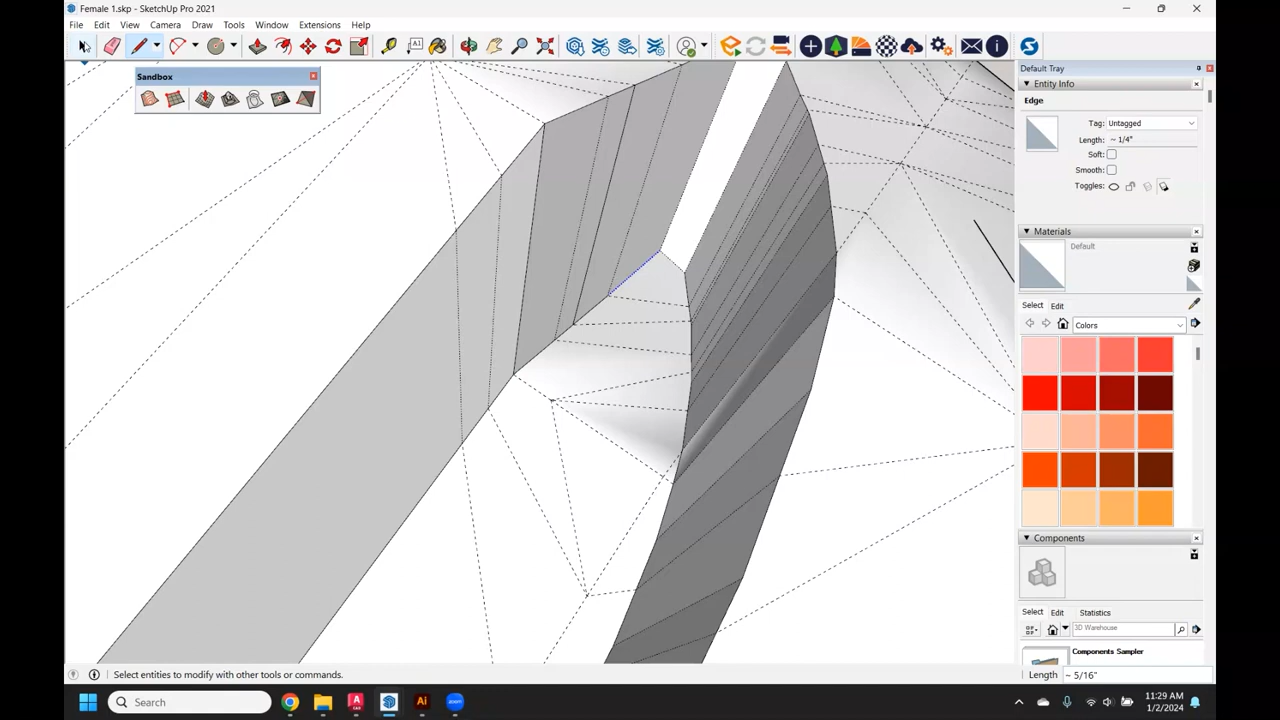 Female 1.skp - SketchUp Pro 2021
File Edit View Camera Draw Tools Window Extensions Help
Sandbox
Default Tray
Entity Info
Edge
Tag: Untagged
Length: ~ 1/4"
Soft:
Smooth:
Toggles:
Materials
Default
Select Edit
Colors
Components
Select Edit Statistics
3D Warehouse
Components Sampler
Select entities to modify with other tools or commands.
Length ~ 5/16"
Search
11:29 AM
1/2/2024